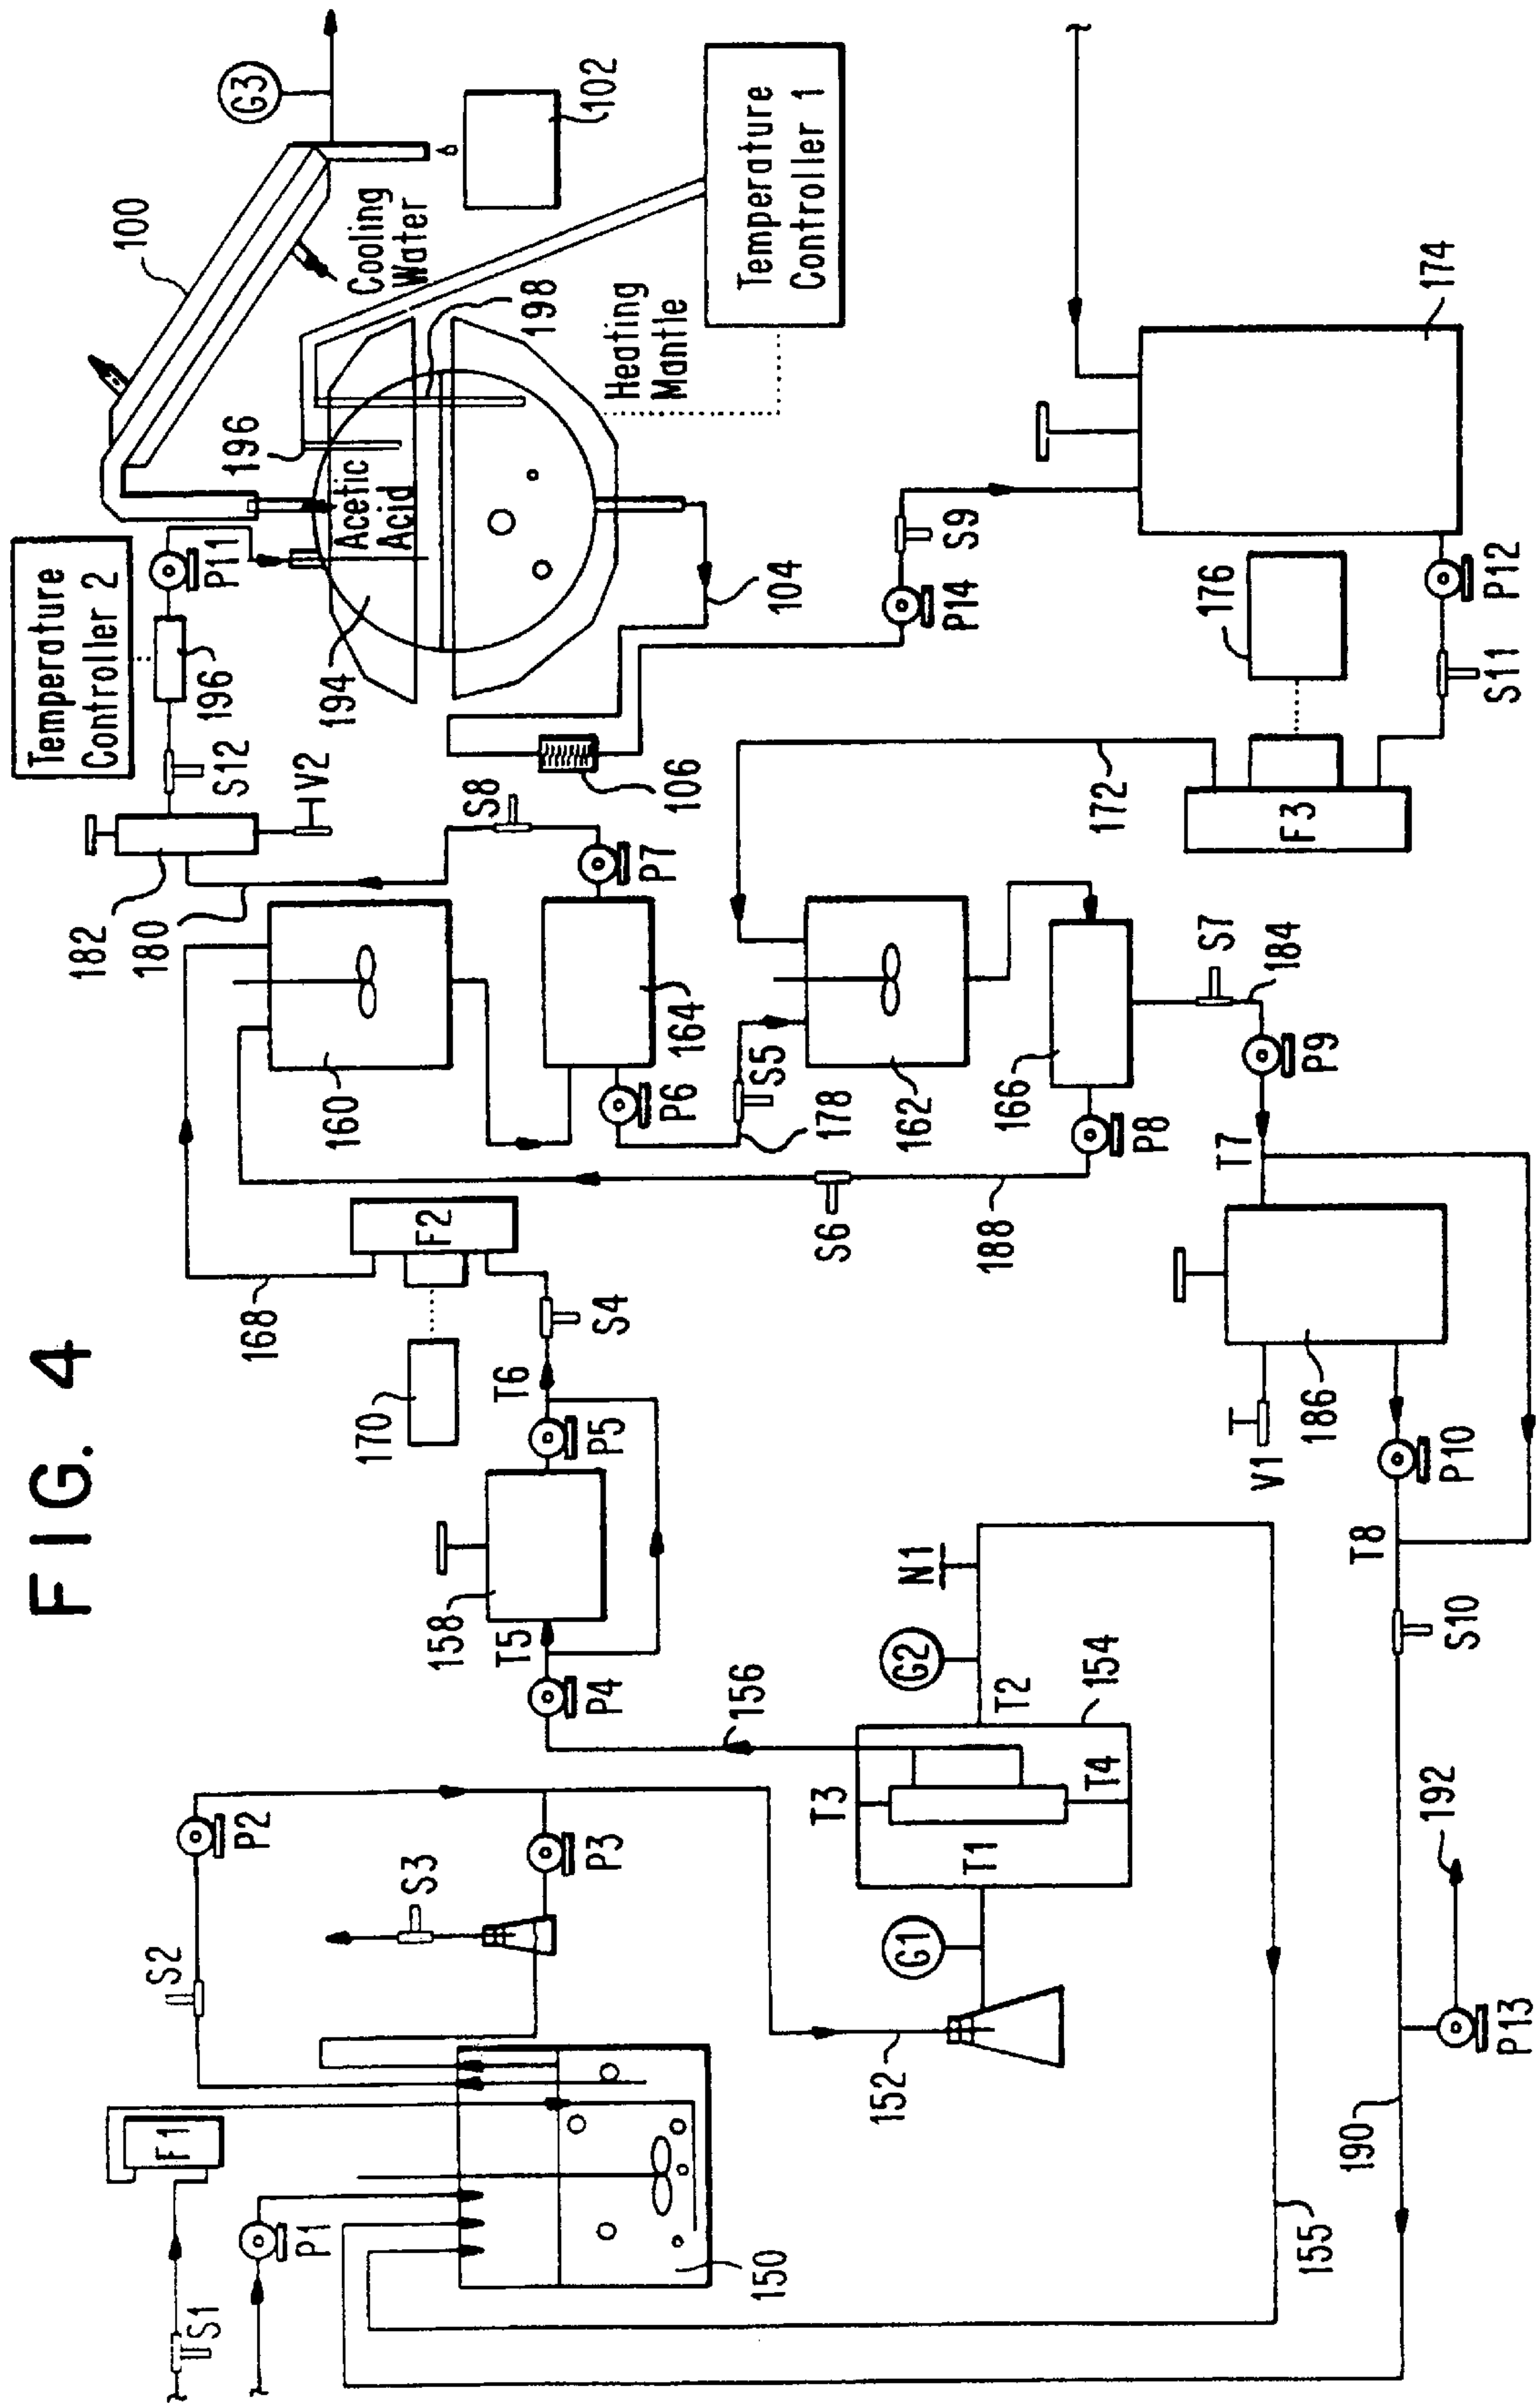 FIG. 4
Temperature
Controller 2
Temperature
Controller 1
Cooling
Water
Heating
Mantle
Acetic
Acid
G3
100
102
196
198
P11
196
194
104
106
S12
V2
182
180
S8
P7
160
164
P6
S5
178
162
166
P8
S6
188
S7
184
P9
T7
172
F3
176
174
P12
S11
P14
S9
168
F2
170
S4
T6
P5
158
T5
P4
156
186
V1
P10
T8
S10
N1
G2
T2
154
T3
T4
T1
G1
152
P2
P3
S3
S2
F1
P1
S1
150
155
190
192
P13